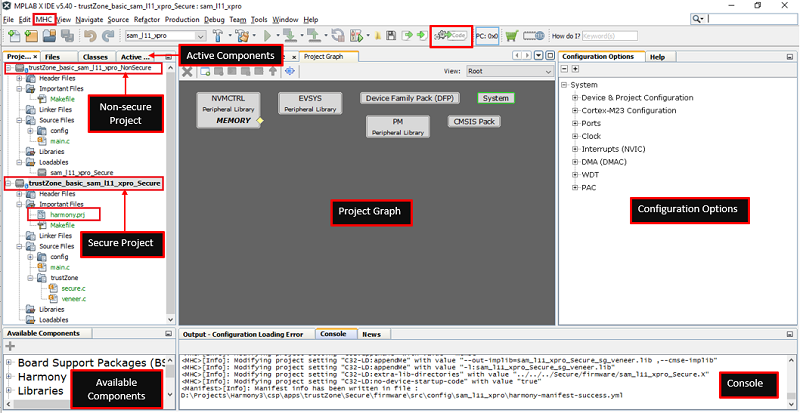 MPLAB X IDE v5.40 - trustZone_basic_sam_l11_xpro_Secure : sam_l11_xpro
File Edit MHC View Navigate Source Refactor Production Debug Team Tools Window Help
sam_l11_xpro
Code
PC: 0x0
How do I?
Keyword(s)
Proje...
Files
Classes
Active ...
Active Components
Project Graph
Configuration Options
Help
trustZone_basic_sam_l11_xpro_NonSecure
Header Files
Important Files
Makefile
Linker Files
Source Files
config
main.c
Libraries
Loadables
sam_l11_xpro_Secure
Non-secure
Project
trustZone_basic_sam_l11_xpro_Secure
Header Files
Important Files
harmony.prj
Makefile
Linker Files
Source Files
config
main.c
trustZone
secure.c
veneer.c
Libraries
Loadables
Secure Project
View:
Root
NVMCTRL
Peripheral Library
MEMORY
EVSYS
Peripheral Library
Device Family Pack (DFP)
System
PM
Peripheral Library
CMSIS Pack
Project Graph
System
Device & Project Configuration
Cortex-M23 Configuration
Ports
Clock
Interrupts (NVIC)
DMA (DMAC)
WDT
PAC
Configuration Options
Available Components
Board Support Packages (BS
Harmony
Libraries
Available
Components
Output - Configuration Loading Error
Console
News
<MHC>[Info]: Modifying project setting "C32-LD:appendMe" with value "--out-implib=sam_l11_xpro_Secure_sg_veneer.lib ,--cmse-implib"
<MHC>[Info]: Modifying project setting "C32-LD:appendMe" with value "-l:sam_l11_xpro_Secure_sg_veneer.lib"
<MHC>[Info]: Modifying project setting "C32-LD:extra-lib-directories" with value "../../../Secure/firmware/sam_l11_xpro_Secure.X"
<MHC>[Info]: Modifying project setting "C32-LD:no-device-startup-code" with value "true"
<Manifest>[Info]: Manifest info has been written in file :
D:\Projects\Harmony3\csp\apps\trustZone\Secure\firmware\src\config\sam_l11_xpro\harmony-manifest-success.yml
Console